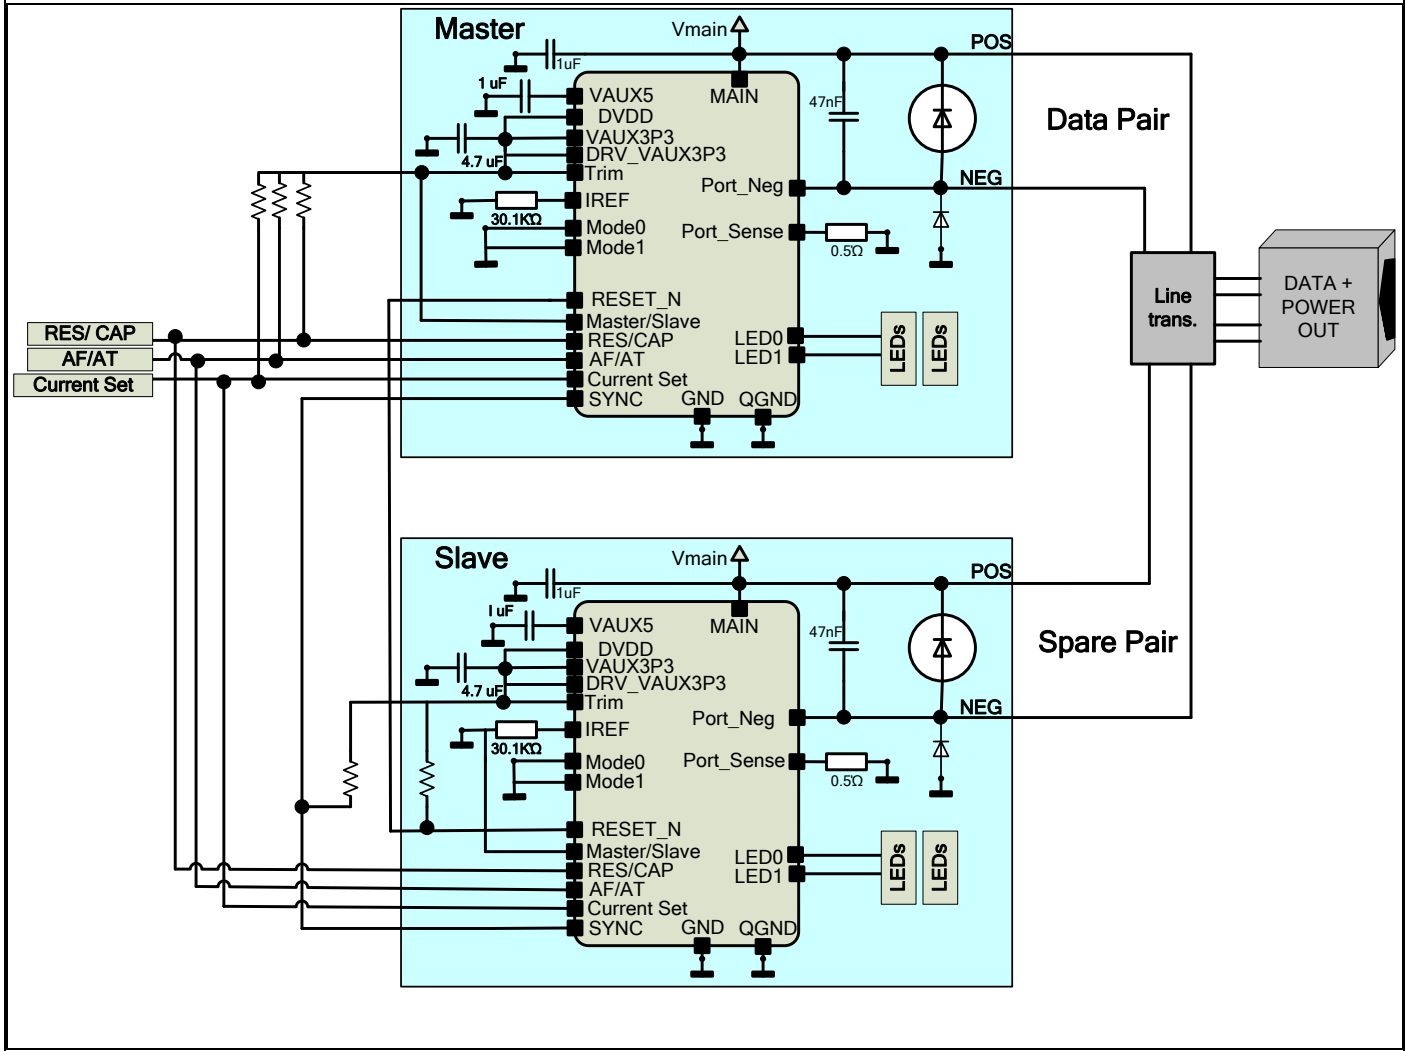 Master
Vmain
POS
1uF
1 uF
VAUX5
MAIN
47nF
Data Pair
DVDD
VAUX3P3
4.7 uF
DRV_VAUX3P3
Trim
Port_Neg
NEG
IREF
30.1KΩ
Mode0
Port_Sense
Mode1
0.5Ω
DATA +
POWER
OUT
Line
trans.
RESET_N
Master/Slave
RES/ CAP
RES/CAP
LED0
LEDs
LEDs
AF/AT
AF/AT
LED1
Current Set
Current Set
SYNC
GND
QGND
Slave
Vmain
POS
1uF
I uF
VAUX5
MAIN
47nF
Spare Pair
DVDD
VAUX3P3
4.7 uF
DRV_VAUX3P3
Trim
Port_Neg
NEG
IREF
30.1KΩ
Mode0
Port_Sense
Mode1
0.5Ω
RESET_N
Master/Slave
LED0
LEDs
LEDs
RES/CAP
LED1
AF/AT
Current Set
SYNC
GND
QGND